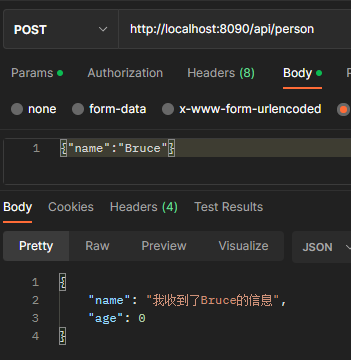 POST http://localhost:8090/api/person
Params Authorization Headers (8) Body
none form-data x-www-form-urlencoded
1 {"name":"Bruce"}
Body Cookies Headers (4) Test Results
Pretty Raw Preview Visualize JSON
1 {
2 "name": "我收到了Bruce的信息",
3 "age": 0
4 }